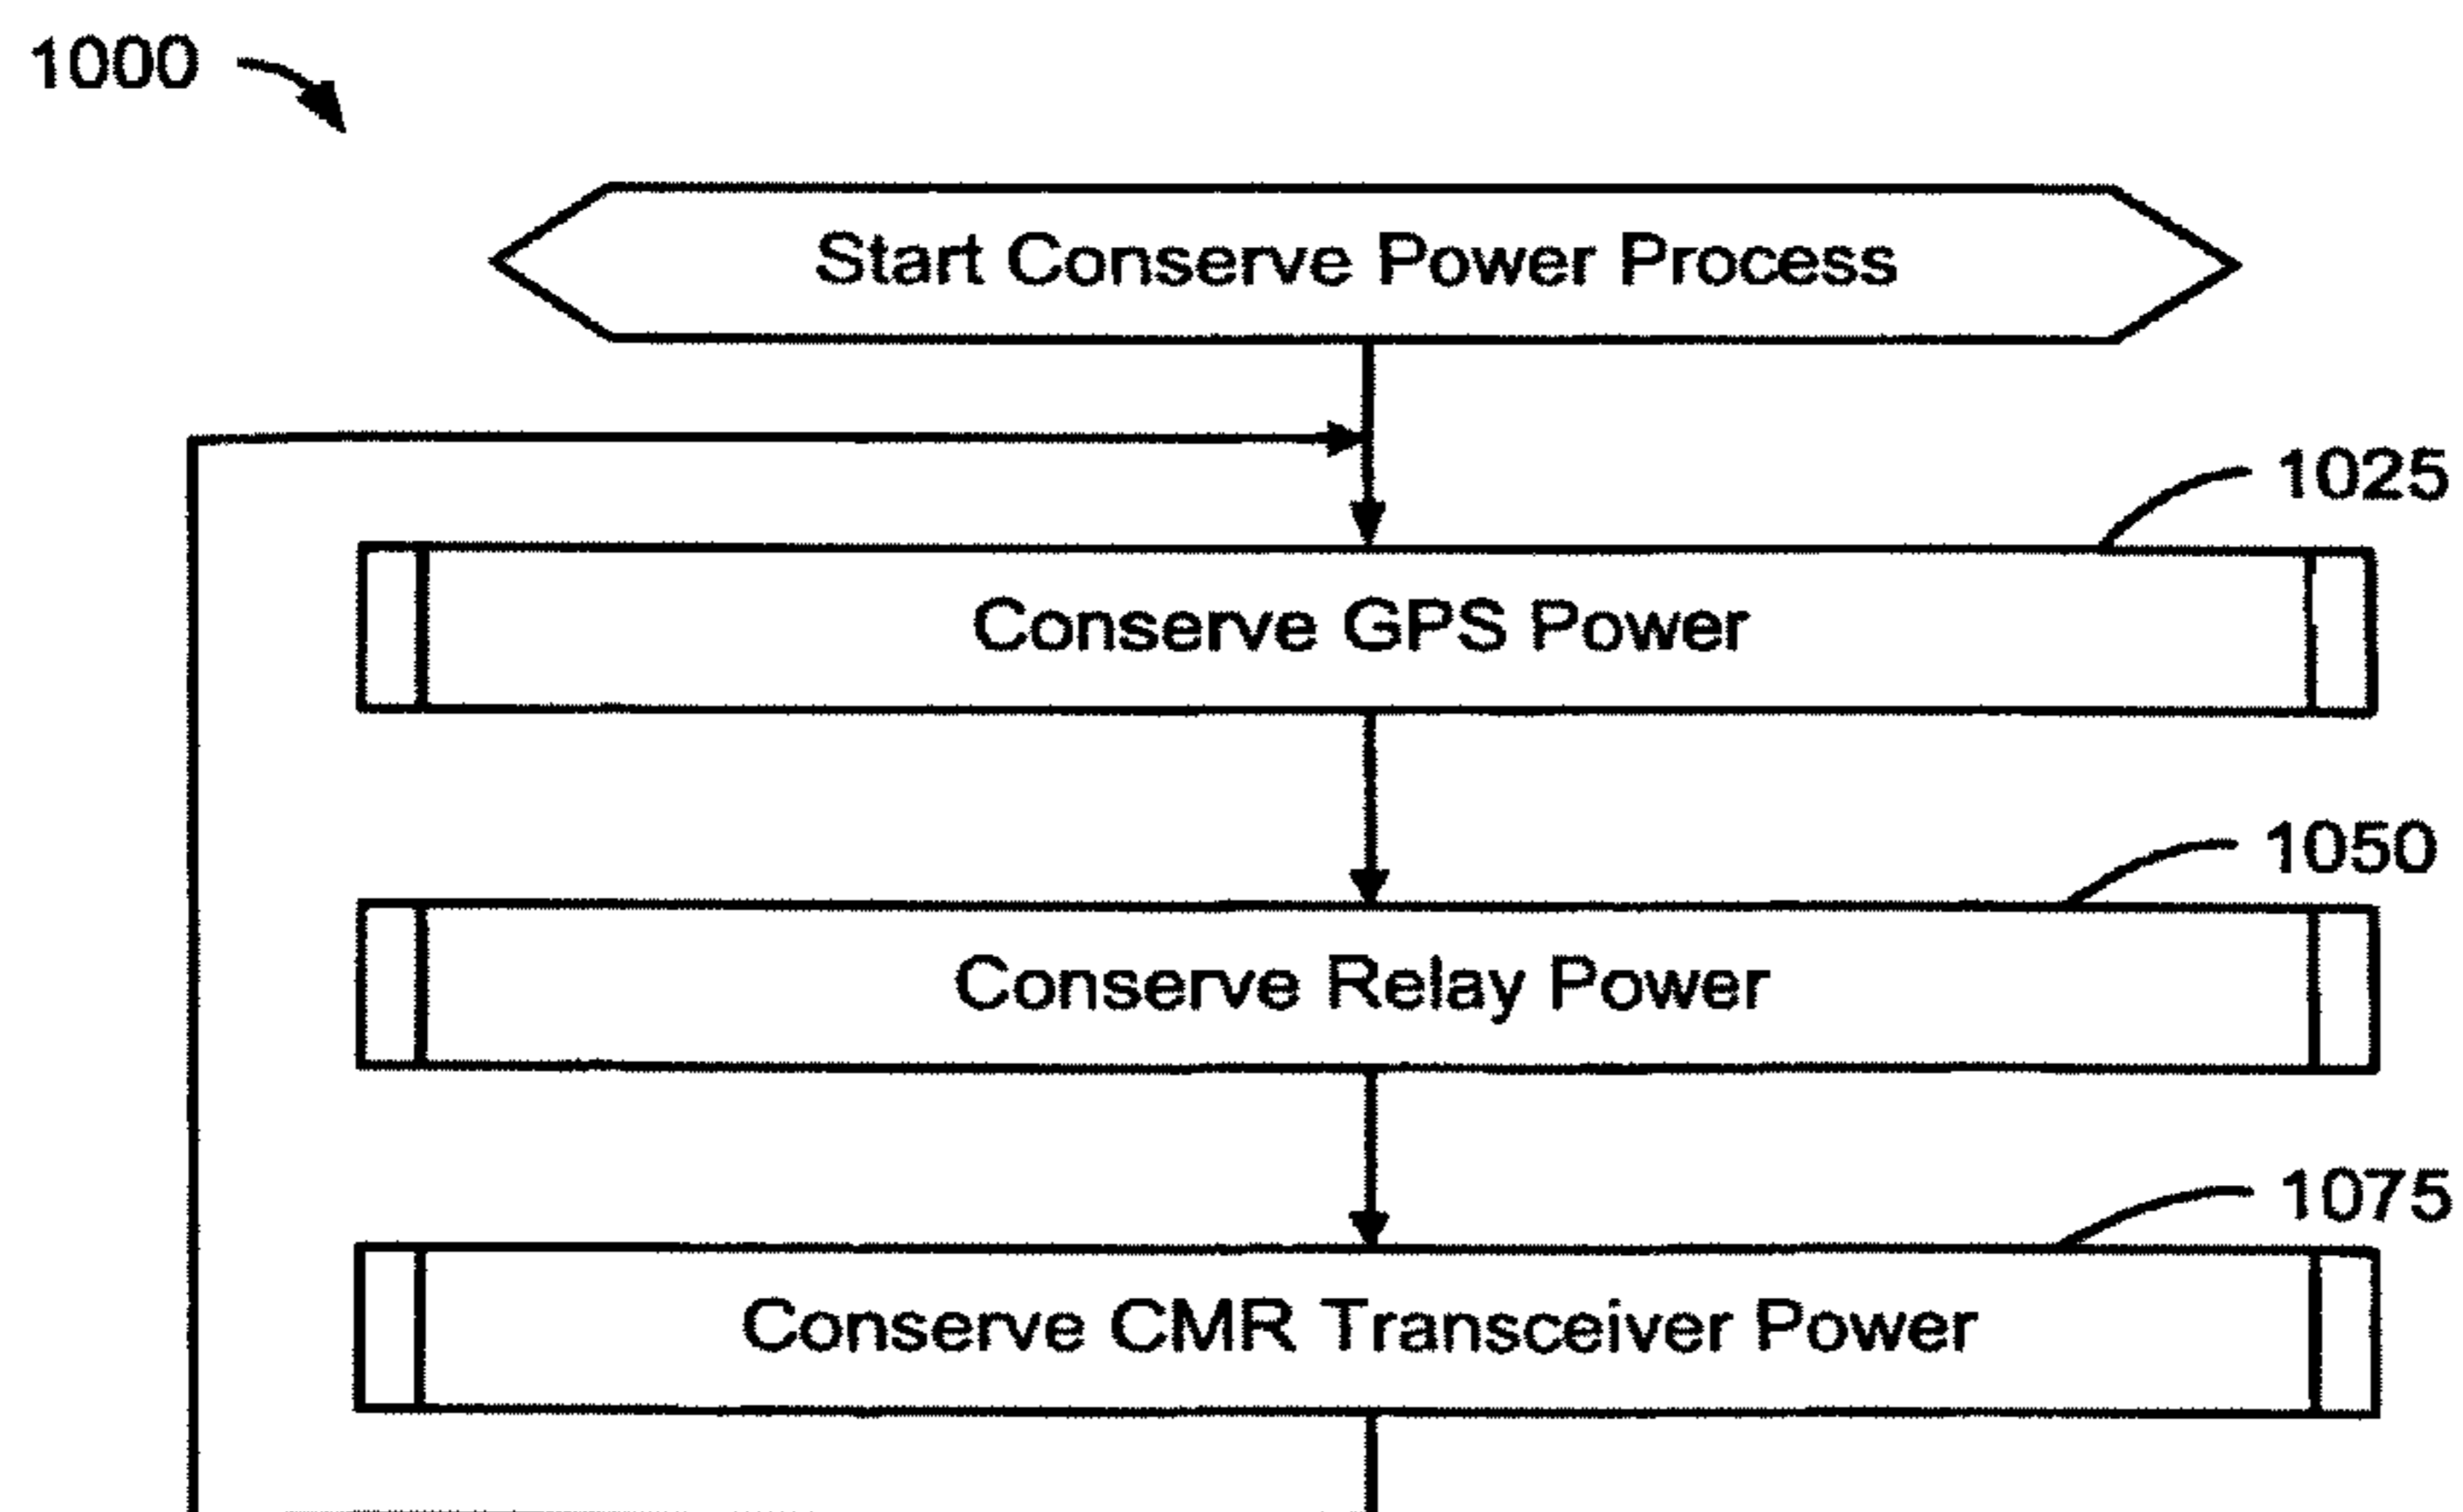 1000
Start Conserve Power Process
1025
Conserve GPS Power
1050
Conserve Relay Power
1075
Conserve CMR Transceiver Power